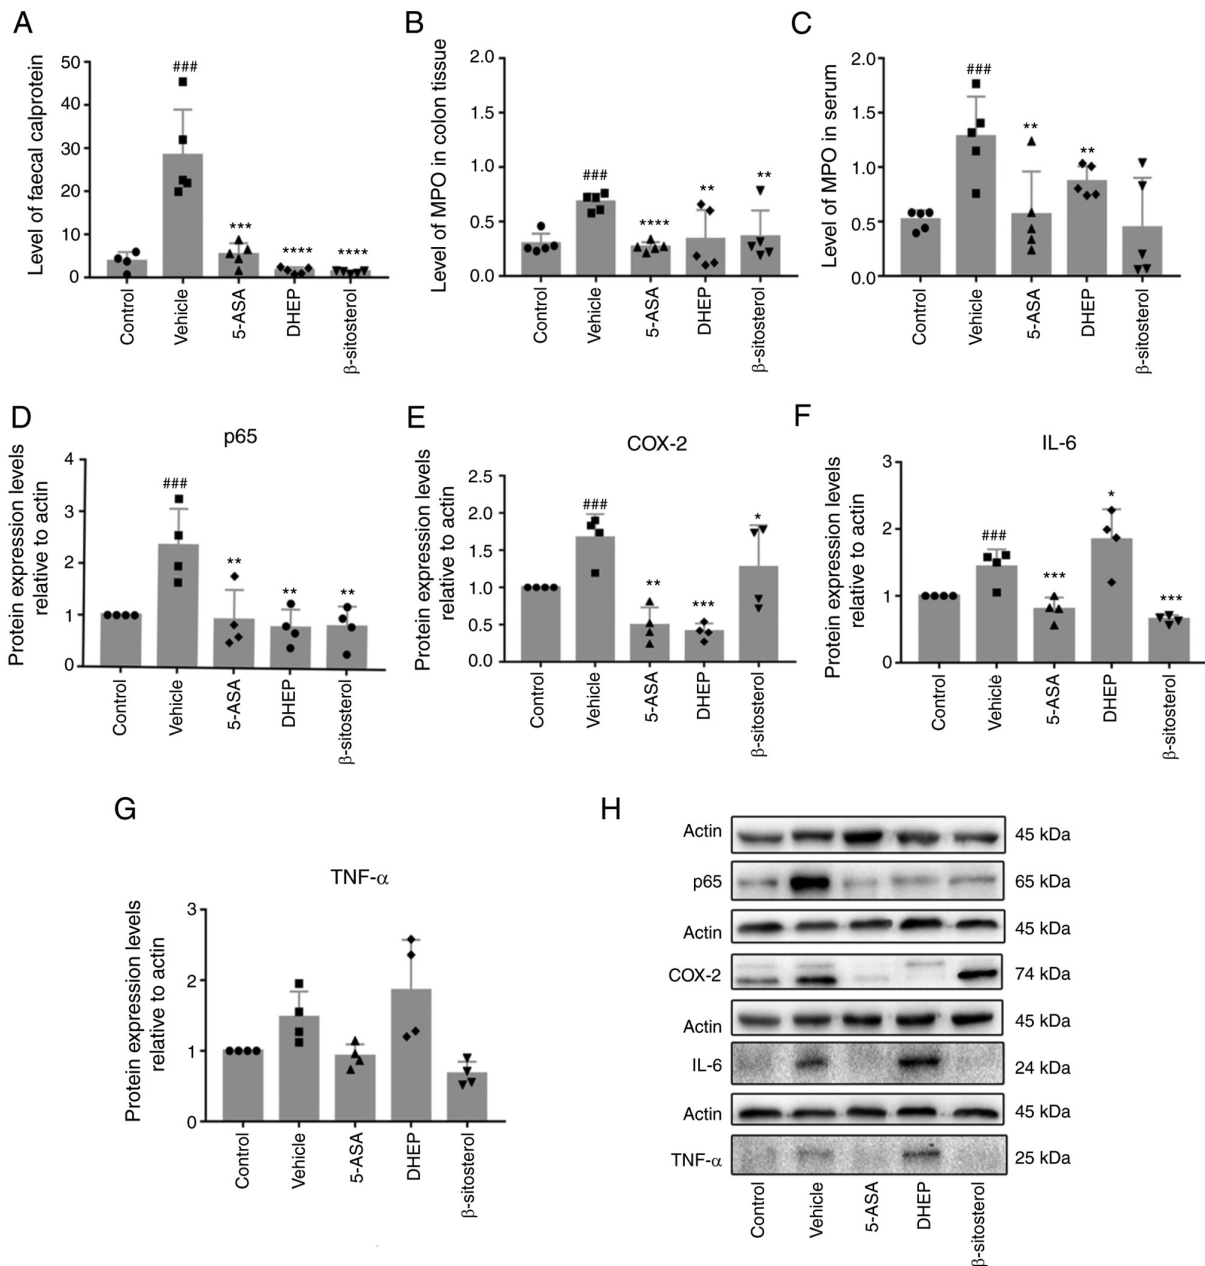 A
Level of faecal calprotein
50
40
30
20
10
0
###
***
****
****
Control
Vehicle
5-ASA
DHEP
β-sitosterol
B
Level of MPO in colon tissue
2.0
1.5
1.0
0.5
0.0
###
****
**
**
Control
Vehicle
5-ASA
DHEP
β-sitosterol
C
Level of MPO in serum
2.0
1.5
1.0
0.5
0.0
###
**
**
Control
Vehicle
5-ASA
DHEP
β-sitosterol
D
p65
Protein expression levels
relative to actin
4
3
2
1
0
###
**
**
**
Control
Vehicle
5-ASA
DHEP
β-sitosterol
E
COX-2
Protein expression levels
relative to actin
2.5
2.0
1.5
1.0
0.5
0.0
###
**
***
*
Control
Vehicle
5-ASA
DHEP
β-sitosterol
F
IL-6
Protein expression levels
relative to actin
3
2
1
0
###
***
*
***
Control
Vehicle
5-ASA
DHEP
β-sitosterol
G
TNF-α
Protein expression levels
relative to actin
3
2
1
0
Control
Vehicle
5-ASA
DHEP
β-sitosterol
H
Actin 45 kDa
p65 65 kDa
Actin 45 kDa
COX-2 74 kDa
Actin 45 kDa
IL-6 24 kDa
Actin 45 kDa
TNF-α 25 kDa
Control
Vehicle
5-ASA
DHEP
β-sitosterol